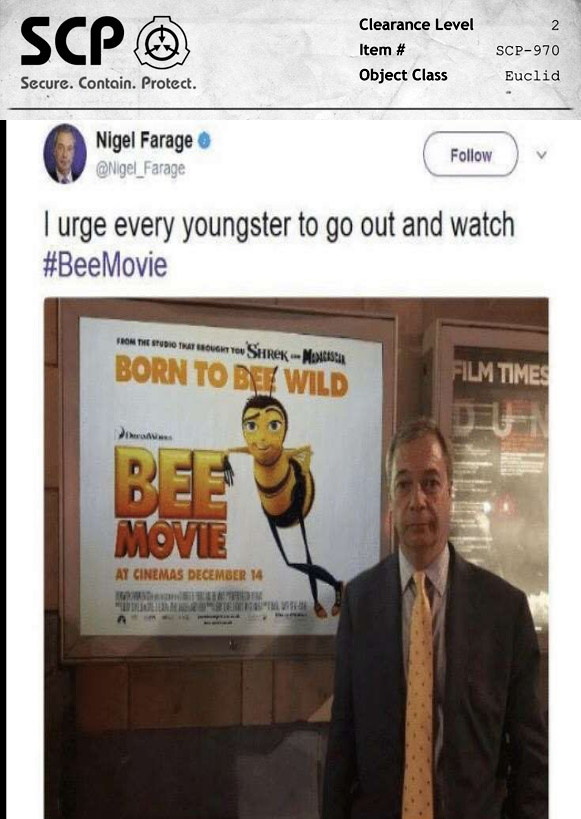 SCP
Secure. Contain. Protect.
Clearance Level 2
Item # SCP-970
Object Class Euclid
Nigel Farage
@Nigel_Farage
Follow
I urge every youngster to go out and watch
#BeeMovie
FROM THE STUDIO THAT BROUGHT YOU SHREK AND MADAGASCAR
BORN TO BEE WILD
DreamWorks
BEE
MOVIE
AT CINEMAS DECEMBER 14
FILM TIMES
DUN